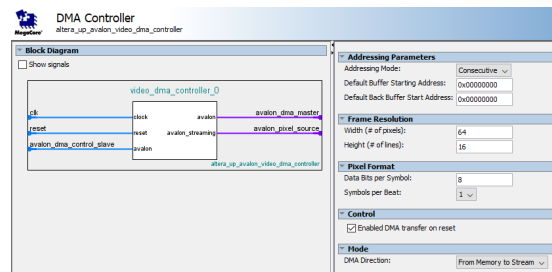 DMA Controller
MegaCore'
altera_up_avalon_video_dma_controller
Block Diagram
Show signals
video_dma_controller_0
clk
clock
avalon
avalon_dma_master
reset
reset
avalon_streaming
avalon_pixel_source
avalon_dma_control_slave
avalon
altera_up_avalon_video_dma_controller
Addressing Parameters
Addressing Mode:
Consecutive
Default Buffer Starting Address:
0x00000000
Default Back Buffer Start Address:
0x00000000
Frame Resolution
Width (# of pixels):
64
Height (# of lines):
16
Pixel Format
Data Bits per Symbol:
8
Symbols per Beat:
1
Control
Enabled DMA transfer on reset
Mode
DMA Direction:
From Memory to Stream